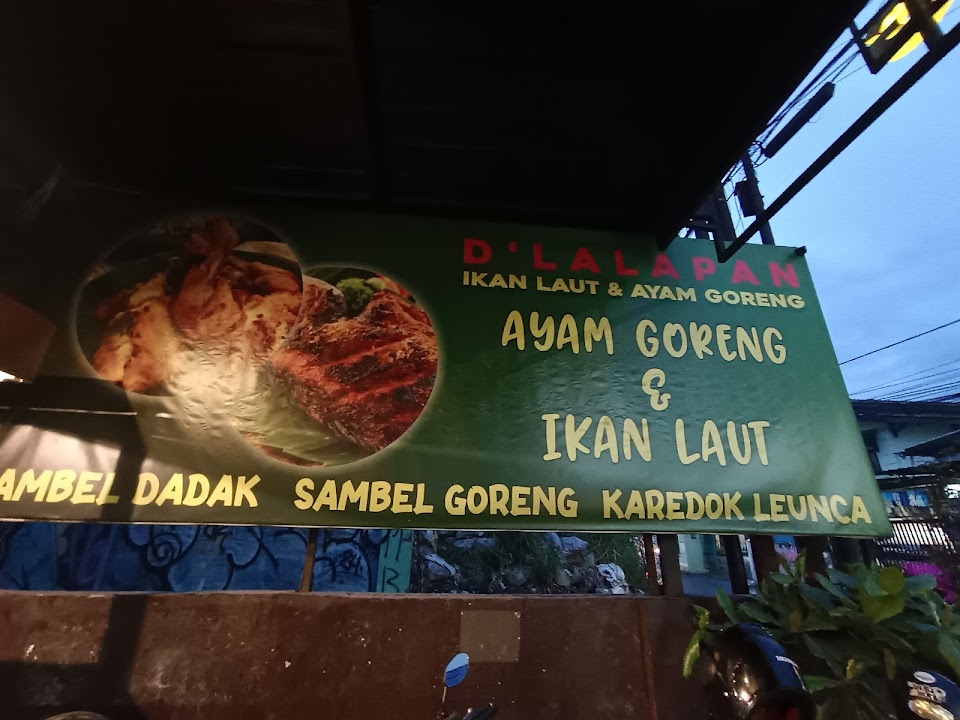 D'LALAPAN
IKAN LAUT & AYAM GORENG
AYAM GORENG
&
IKAN LAUT
AMBEL DADAK SAMBEL GORENG KAREDOK LEUNCA